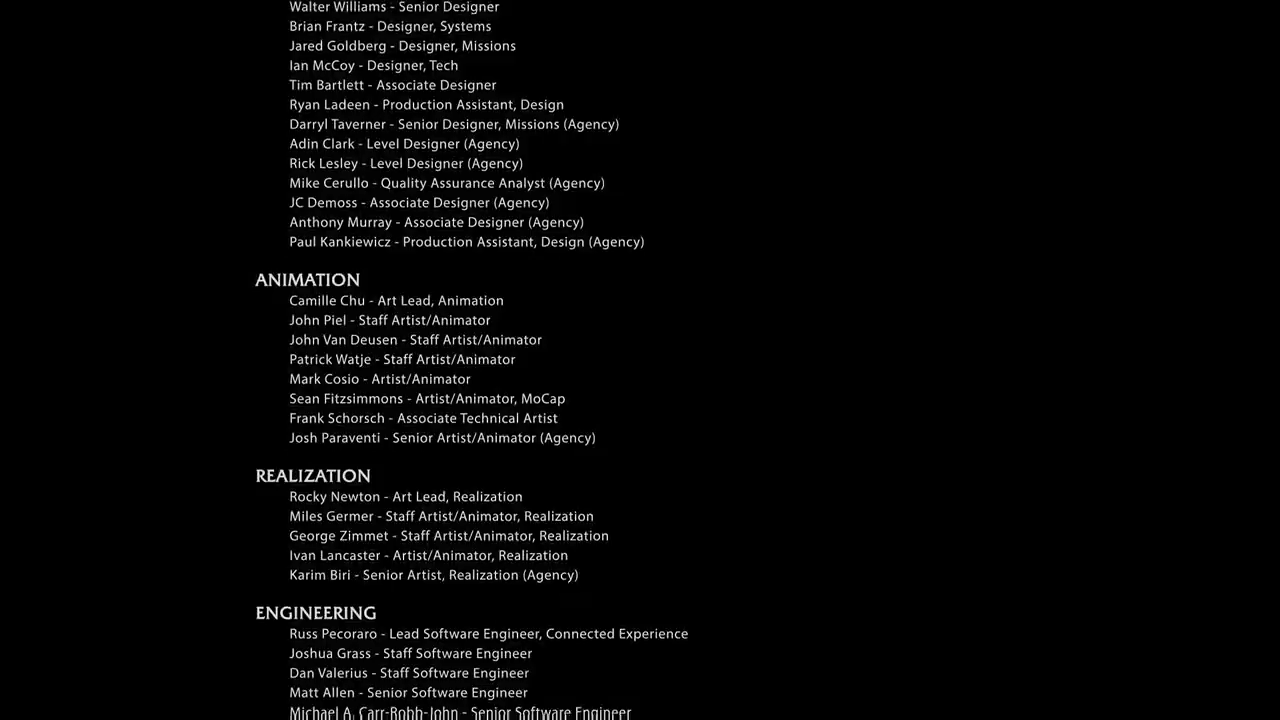 Walter Williams - Senior Designer
Brian Frantz - Designer, Systems
Jared Goldberg - Designer, Missions
Ian McCoy - Designer, Tech
Tim Bartlett - Associate Designer
Ryan Ladeen - Production Assistant, Design
Darryl Taverner - Senior Designer, Missions (Agency)
Adin Clark - Level Designer (Agency)
Rick Lesley - Level Designer (Agency)
Mike Cerullo - Quality Assurance Analyst (Agency)
JC Demoss - Associate Designer (Agency)
Anthony Murray - Associate Designer (Agency)
Paul Kankiewicz - Production Assistant, Design (Agency)
ANIMATION
Camille Chu - Art Lead, Animation
John Piel - Staff Artist/Animator
John Van Deusen - Staff Artist/Animator
Patrick Watje - Staff Artist/Animator
Mark Cosio - Artist/Animator
Sean Fitzsimmons - Artist/Animator, MoCap
Frank Schorsch - Associate Technical Artist
Josh Paraventi - Senior Artist/Animator (Agency)
REALIZATION
Rocky Newton - Art Lead, Realization
Miles Germer - Staff Artist/Animator, Realization
George Zimmet - Staff Artist/Animator, Realization
Ivan Lancaster - Artist/Animator, Realization
Karim Biri - Senior Artist, Realization (Agency)
ENGINEERING
Russ Pecoraro - Lead Software Engineer, Connected Experience
Joshua Grass - Staff Software Engineer
Dan Valerius - Staff Software Engineer
Matt Allen - Senior Software Engineer
Michael A. Carr-Robb-John - Senior Software Engineer